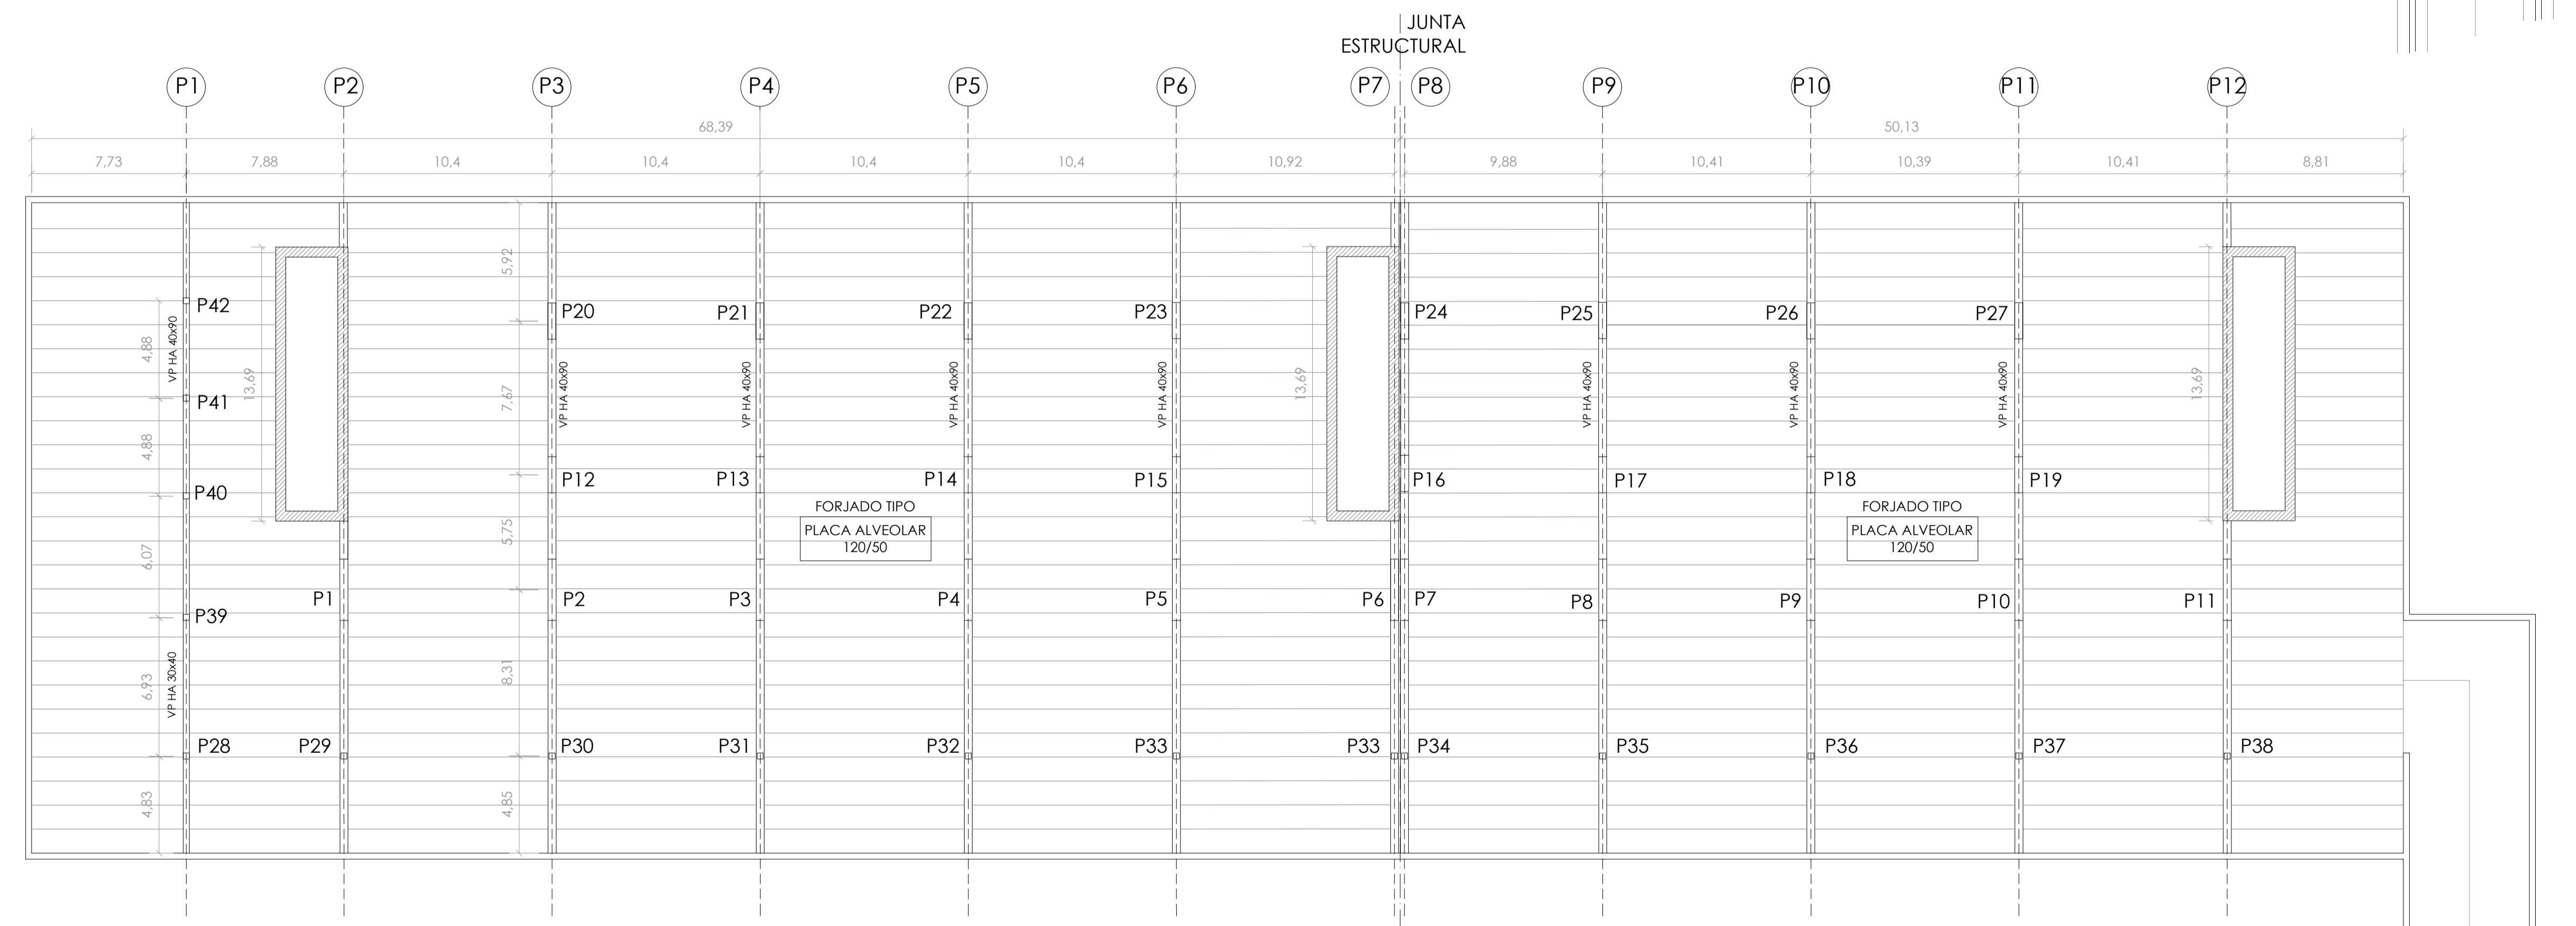 JUNTA
ESTRUCTURAL
P1 P2 P3 P4 P5 P6 P7 P8 P9 P10 P11 P12
68,39 50,13
7,73 7,88 10,4 10,4 10,4 10,4 10,92 9,88 10,41 10,39 10,41 8,81
5,92
P42 P20 P21 P22 P23 P24 P25 P26 P27
4,88
VP HA 40x90
13,69
7,67
VP HA 40x90
VP HA 40x90
VP HA 40x90
VP HA 40x90
13,69
VP HA 40x90
VP HA 40x90
VP HA 40x90
13,69
P41
4,88
P40 P12 P13 P14 P15 P16 P17 P18 P19
FORJADO TIPO
PLACA ALVEOLAR
120/50
FORJADO TIPO
PLACA ALVEOLAR
120/50
6,07
5,75
P1 P2 P3 P4 P5 P6 P7 P8 P9 P10 P11
P39
6,93
VP HA 30x40
8,31
P28 P29 P30 P31 P32 P33 P33 P34 P35 P36 P37 P38
4,83
4,85